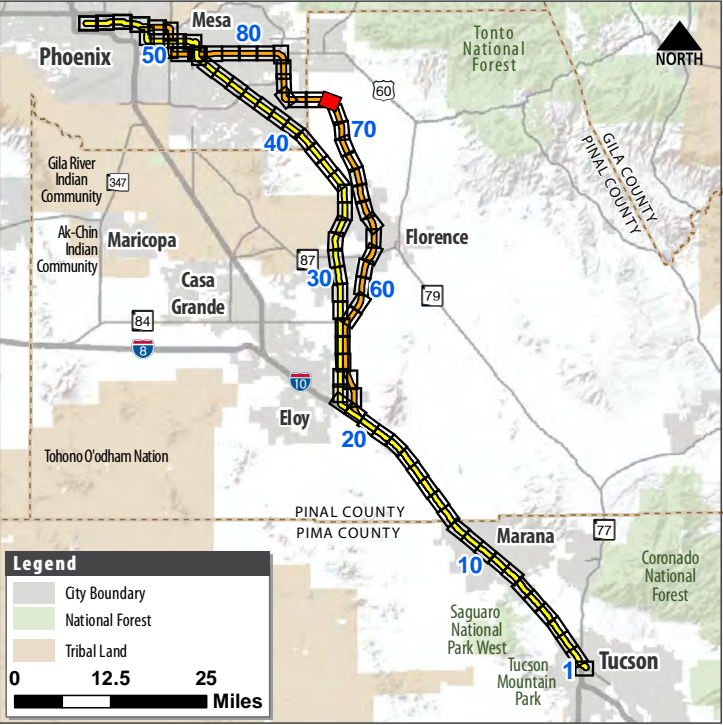 Mesa
80
Phoenix
50
Tonto
National
Forest
NORTH
60
70
40
GILA COUNTY
PINAL COUNTY
Gila River
Indian
Community
347
Ak-Chin
Indian
Community
Maricopa
Florence
87
30
60
Casa
Grande
79
84
8
10
Eloy
20
Tohono O'odham Nation
PINAL COUNTY
PIMA COUNTY
Marana
77
10
Coronado
National
Forest
Saguaro
National
Park West
Tucson
Mountain
Park
1
Tucson
Legend
City Boundary
National Forest
Tribal Land
0 12.5 25
Miles